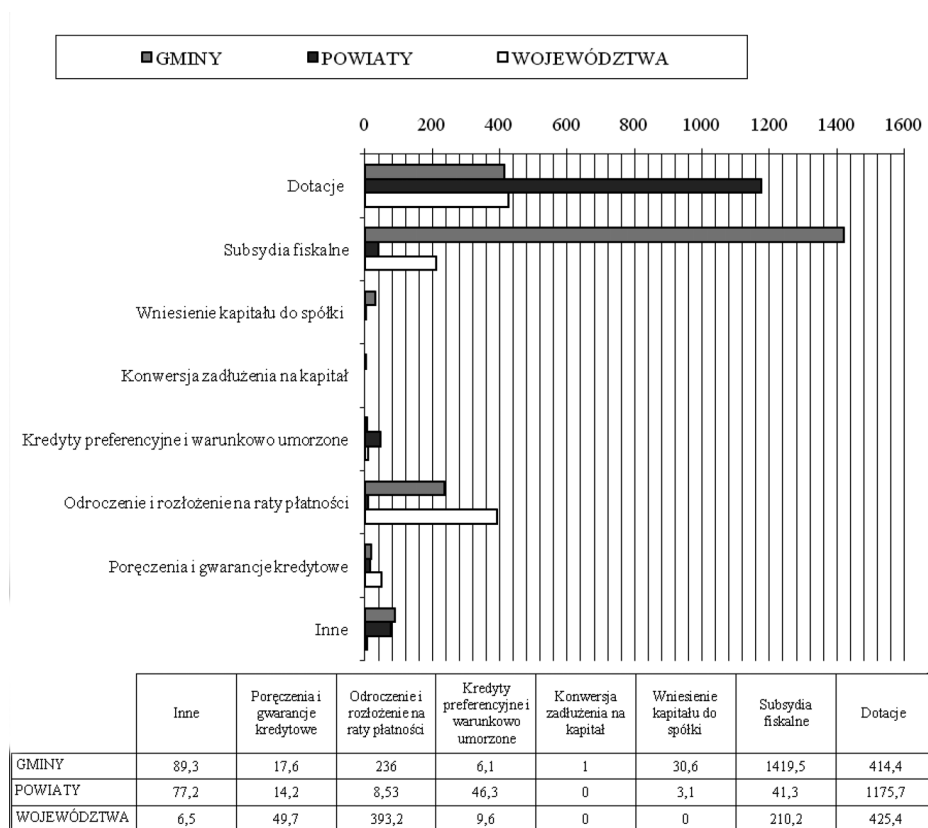 GMINY POWIATY WOJEWÓDZTWA
0 200 400 600 800 1000 1200 1400 1600
Dotacje
Subsydia fiskalne
Wniesienie kapitału do spółki
Konwersja zadłużenia na kapitał
Kredyty preferencyjne i warunkowo umorzone
Odroczenie i rozłożenie na raty płatności
Poręczenia i gwarancje kredytowe
Inne
Inne
Poręczenia i
gwarancje
kredytowe
Odroczenie i
rozłożenie na
raty płatności
Kredyty
preferencyjne i
warunkowo
umorzone
Konwersja
zadłużenia na
kapitał
Wniesienie
kapitału do
spółki
Subsydia
fiskalne
Dotacje
GMINY 89,3 17,6 236 6,1 1 30,6 1419,5 414,4
POWIATY 77,2 14,2 8,53 46,3 0 3,1 41,3 1175,7
WOJEWÓDZTWA 6,5 49,7 393,2 9,6 0 0 210,2 425,4